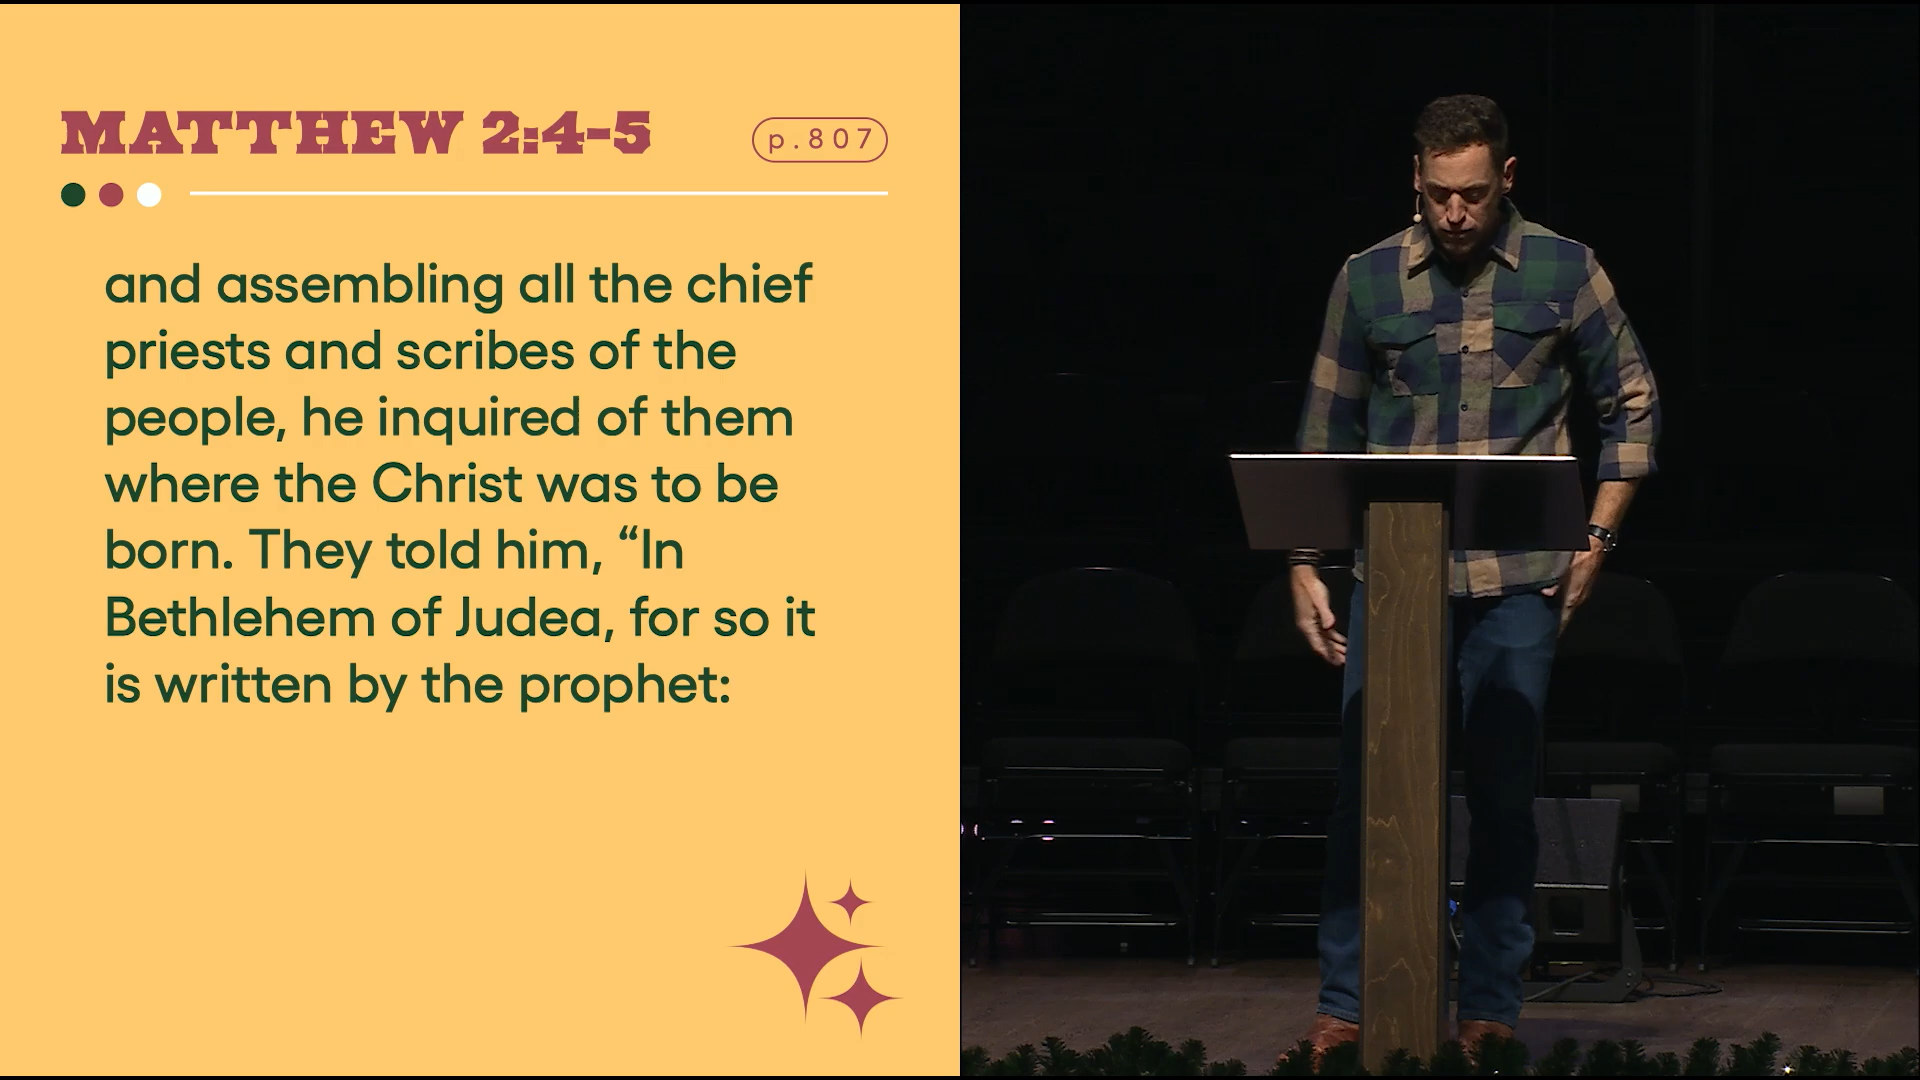 MATTHEW 2:4-5
p.807
and assembling all the chief
priests and scribes of the
people, he inquired of them
where the Christ was to be
born. They told him, “In
Bethlehem of Judea, for so it
is written by the prophet: